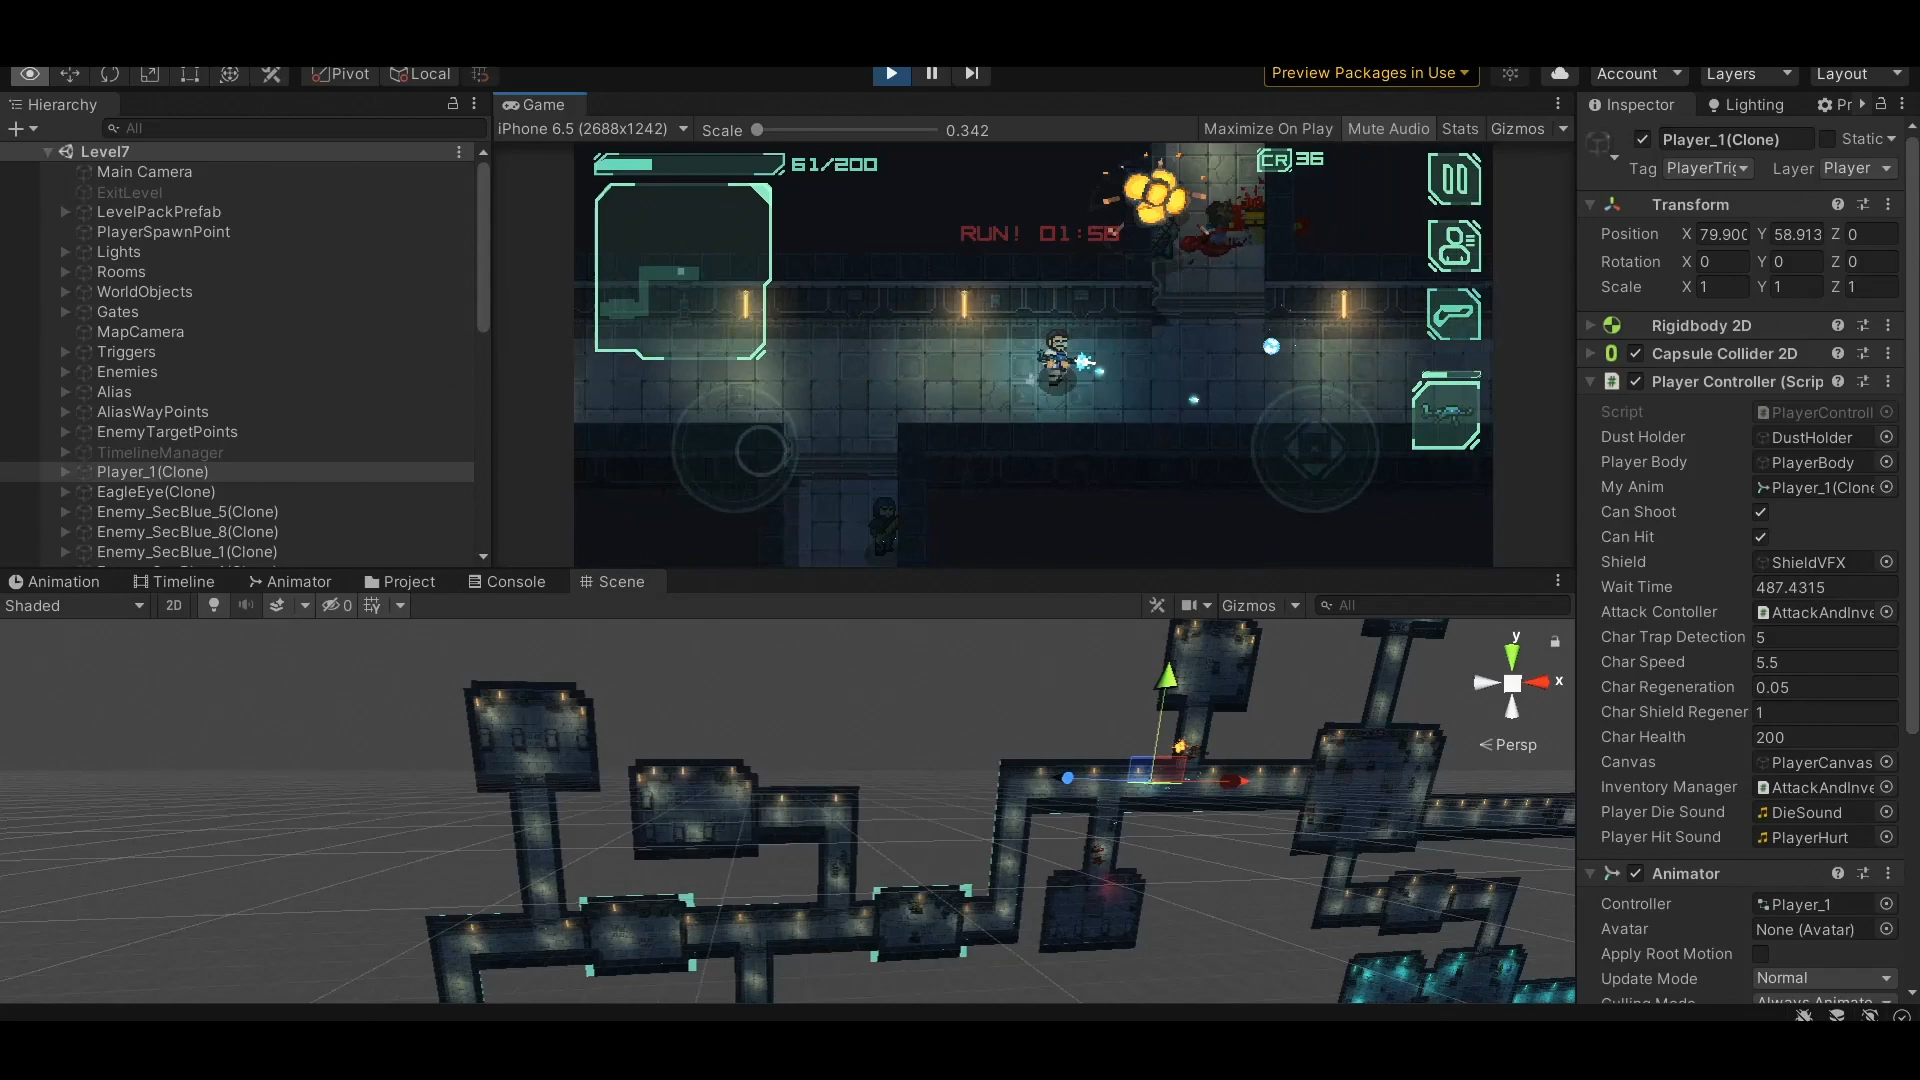 Pivot
Local
Preview Packages in Use
Account
Layers
Layout
Hierarchy
All
Level7
Main Camera
ExitLevel
LevelPackPrefab
PlayerSpawnPoint
Lights
Rooms
WorldObjects
Gates
MapCamera
Triggers
Enemies
Alias
AliasWayPoints
EnemyTargetPoints
TimelineManager
Player_1(Clone)
EagleEye(Clone)
Enemy_SecBlue_5(Clone)
Enemy_SecBlue_8(Clone)
Enemy_SecBlue_1(Clone)
Game
iPhone 6.5 (2688x1242)
Scale
0.342
Maximize On Play
Mute Audio
Stats
Gizmos
61/200
CR 36
RUN! 01:58
Animation
Timeline
Animator
Project
Console
Scene
Shaded
2D
0
Gizmos
All
y
x
Persp
Inspector
Lighting
Pr
Player_1(Clone)
Static
Tag PlayerTrig
Layer Player
Transform
Position X 79.900 Y 58.913 Z 0
Rotation X 0 Y 0 Z 0
Scale X 1 Y 1 Z 1
Rigidbody 2D
Capsule Collider 2D
Player Controller (Scrip
Script PlayerControll
Dust Holder DustHolder
Player Body PlayerBody
My Anim Player_1(Clone
Can Shoot
Can Hit
Shield ShieldVFX
Wait Time 487.4315
Attack Contoller AttackAndInve
Char Trap Detection 5
Char Speed 5.5
Char Regeneration 0.05
Char Shield Regener 1
Char Health 200
Canvas PlayerCanvas
Inventory Manager AttackAndInve
Player Die Sound DieSound
Player Hit Sound PlayerHurt
Animator
Controller Player_1
Avatar None (Avatar)
Apply Root Motion
Update Mode Normal
Culling Mode Always Animate